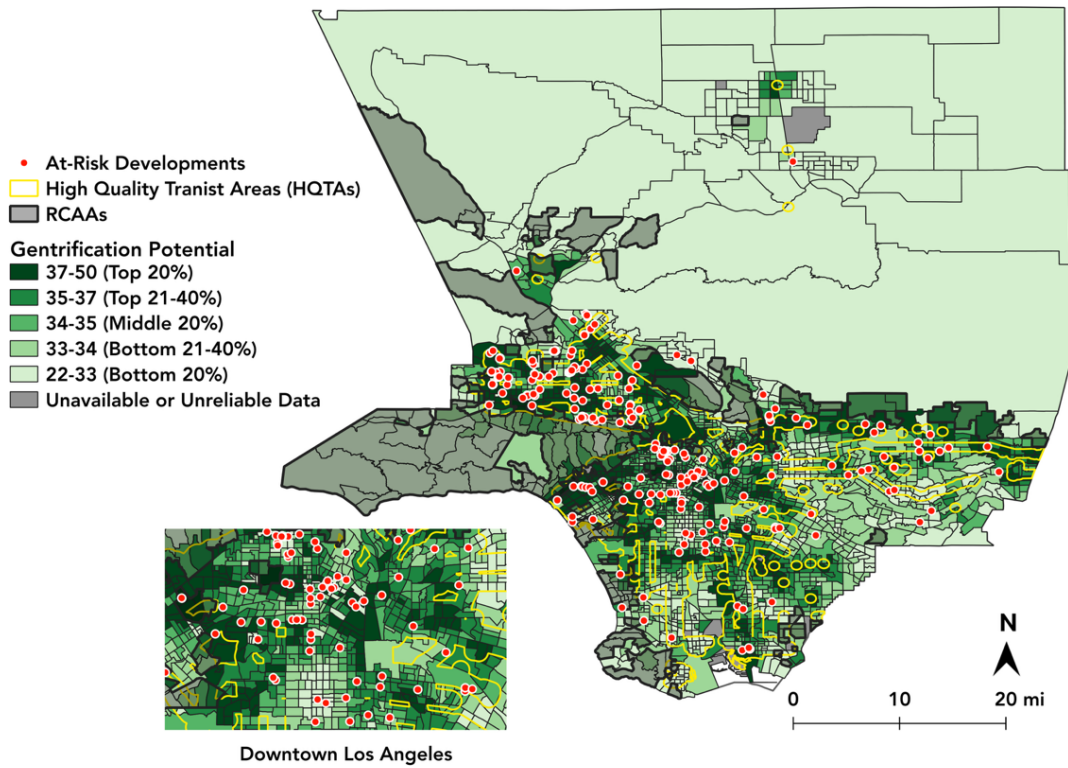 At-Risk Developments
High Quality Tranist Areas (HQTAs)
RCAAs
Gentrification Potential
37-50 (Top 20%)
35-37 (Top 21-40%)
34-35 (Middle 20%)
33-34 (Bottom 21-40%)
22-33 (Bottom 20%)
Unavailable or Unreliable Data
Downtown Los Angeles
N
0 10 20 mi